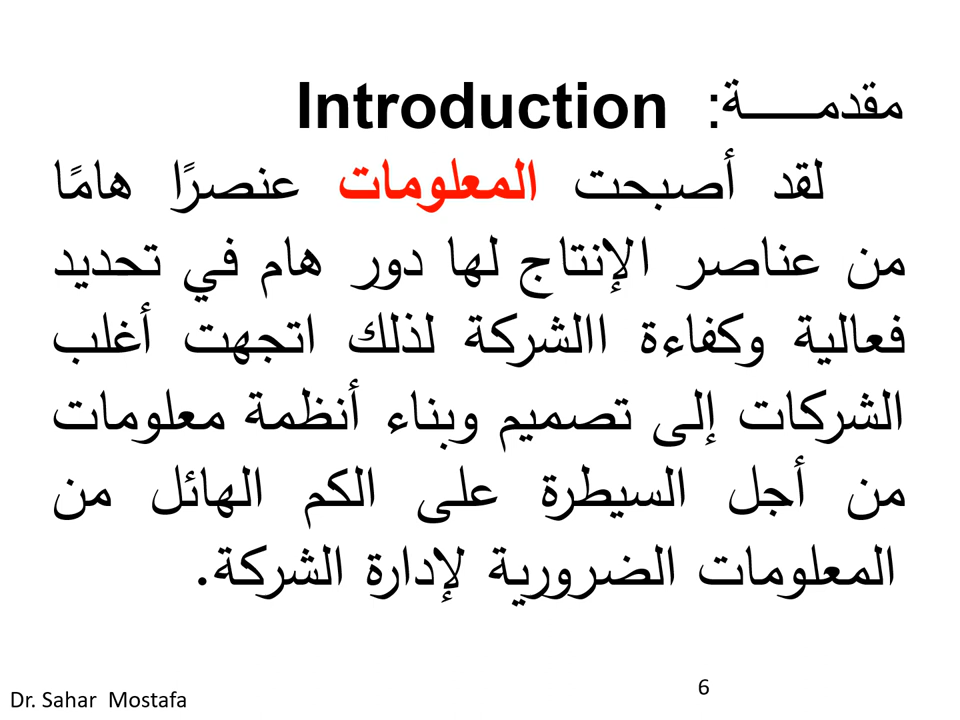 مقدمـــــة: Introduction
لقد أصبحت المعلومات عنصرًا هامًا
من عناصر الإنتاج لها دور هام في تحديد
فعالية وكفاءة االشركة لذلك اتجهت أغلب
الشركات إلى تصميم وبناء أنظمة معلومات
من أجل السيطرة على الكم الهائل من
المعلومات الضرورية لإدارة الشركة.
6
Dr. Sahar Mostafa